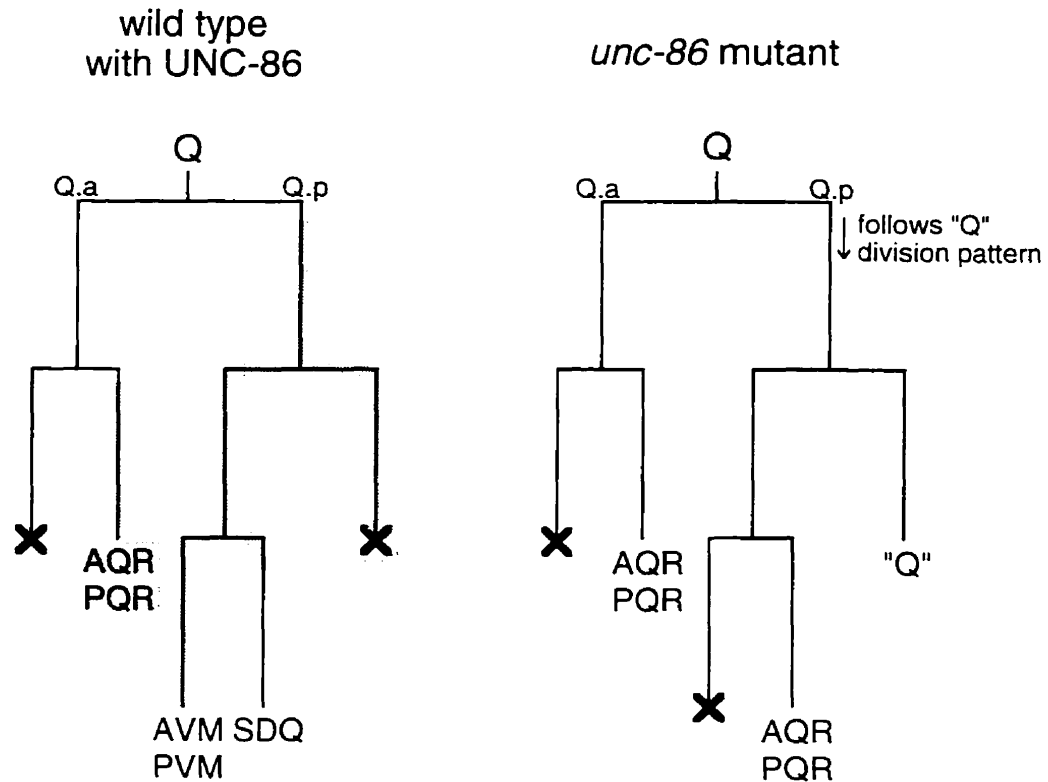 wild type
with UNC-86
Q
Q.a Q.p
AQR
PQR
AVM SDQ
PVM
unc-86 mutant
Q
Q.a Q.p
follows "Q"
division pattern
AQR
PQR
"Q"
AQR
PQR